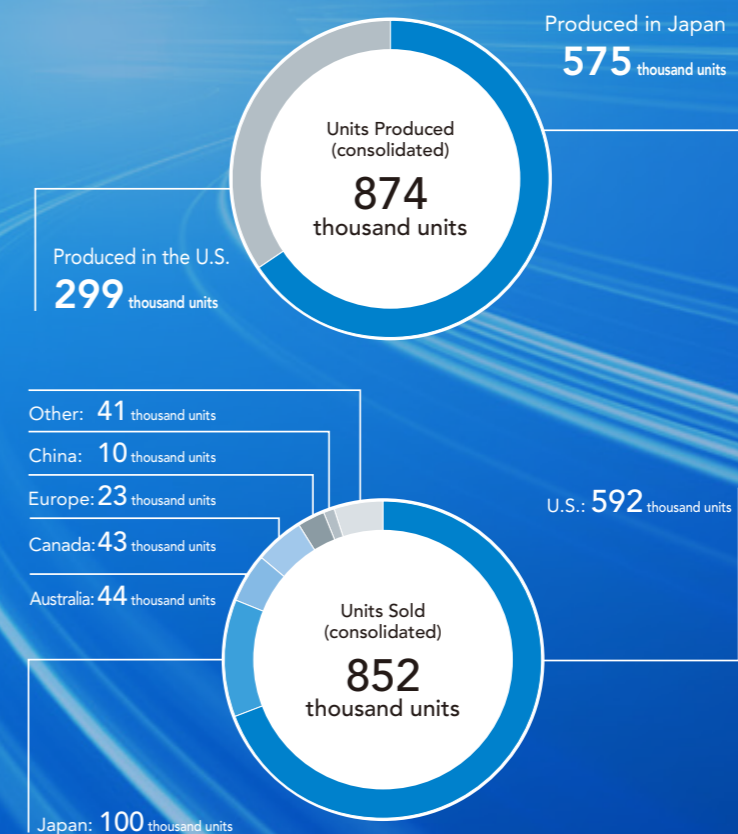 Produced in Japan
575 thousand units
Units Produced
(consolidated)
874
thousand units
Produced in the U.S.
299 thousand units
Other: 41 thousand units
China: 10 thousand units
Europe: 23 thousand units
Canada: 43 thousand units
Australia: 44 thousand units
U.S.: 592 thousand units
Units Sold
(consolidated)
852
thousand units
Japan: 100 thousand units